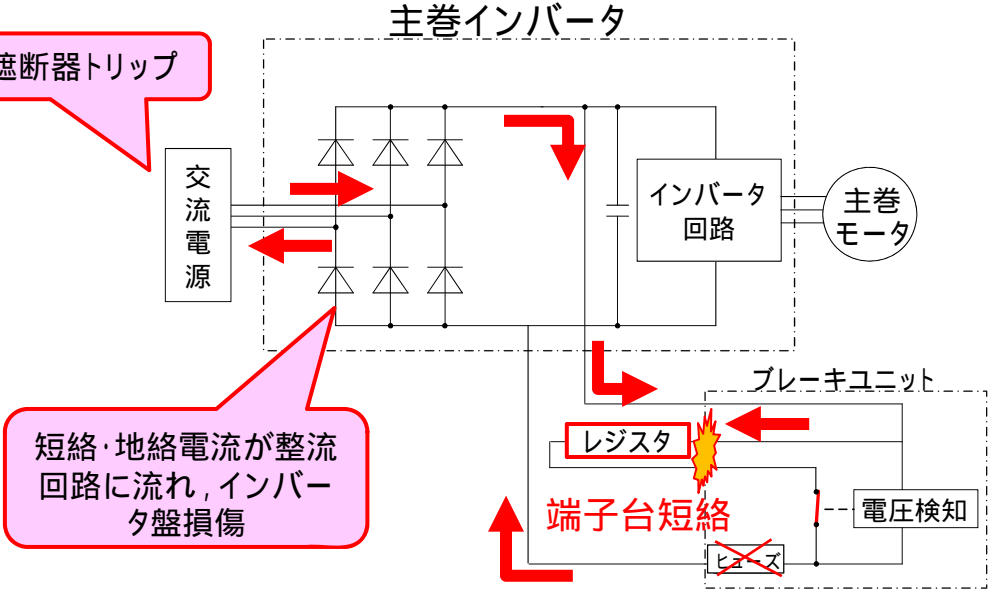 主巻インバータ
遮断器トリップ
交
流
電
源
インバータ
回路
主巻
モータ
ブレーキユニット
レジスタ
短絡・地絡電流が整流
回路に流れ，インバー
タ盤損傷
端子台短絡
電圧検知
ヒューズ